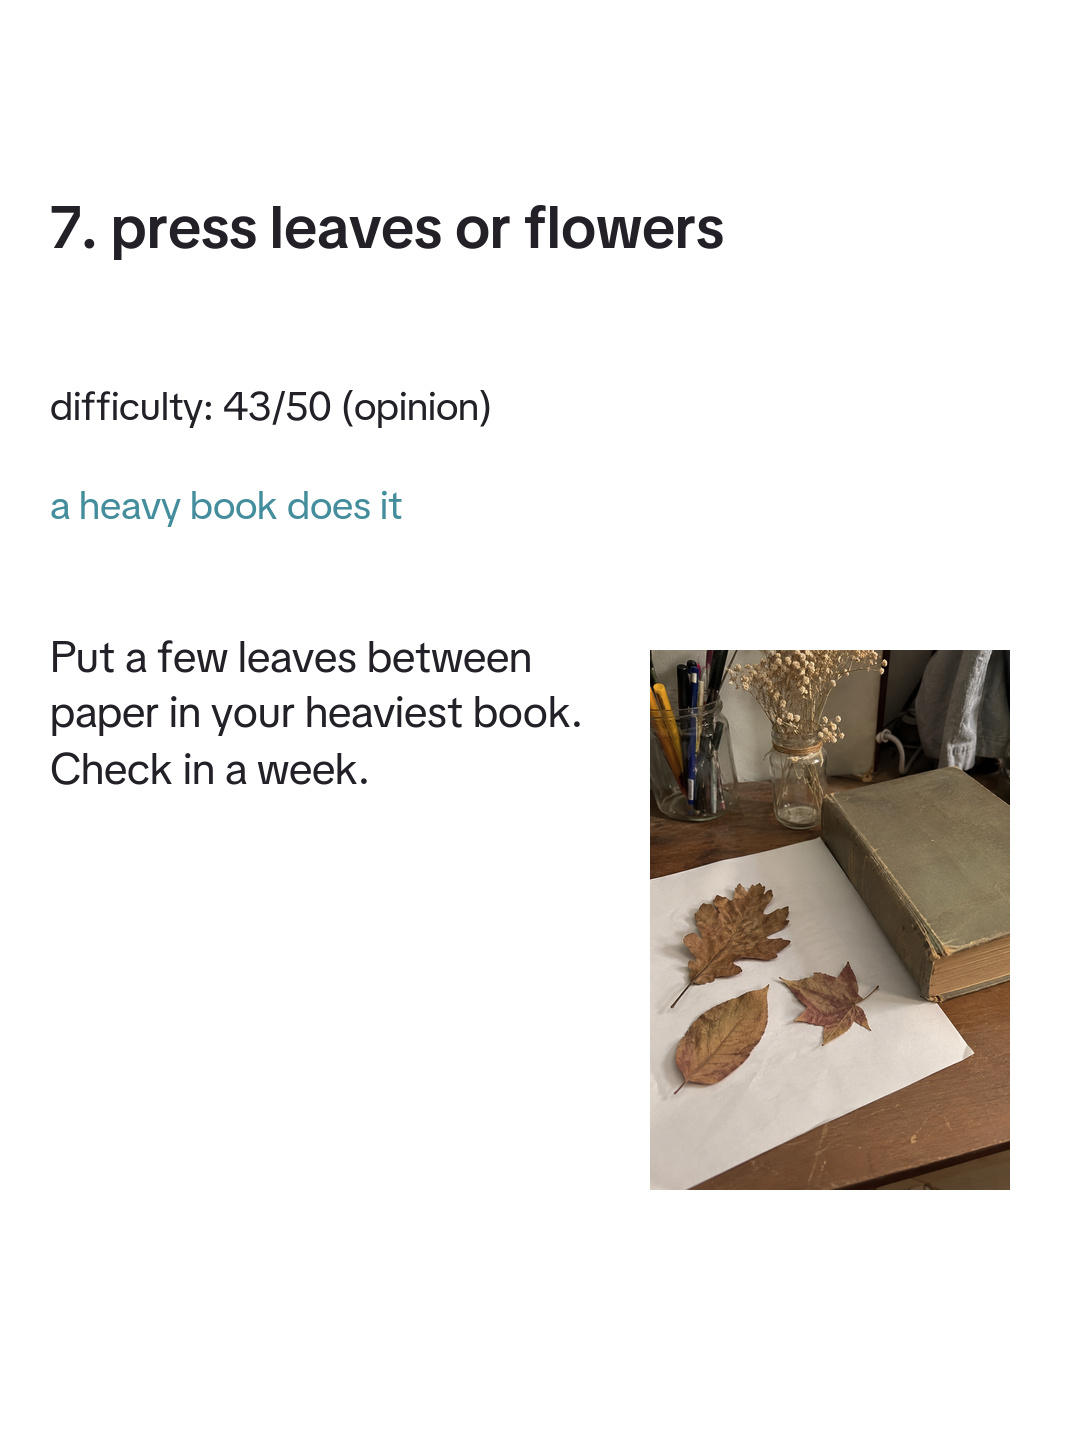 7. press leaves or flowers
difficulty: 43/50 (opinion)
a heavy book does it
Put a few leaves between
paper in your heaviest book.
Check in a week.